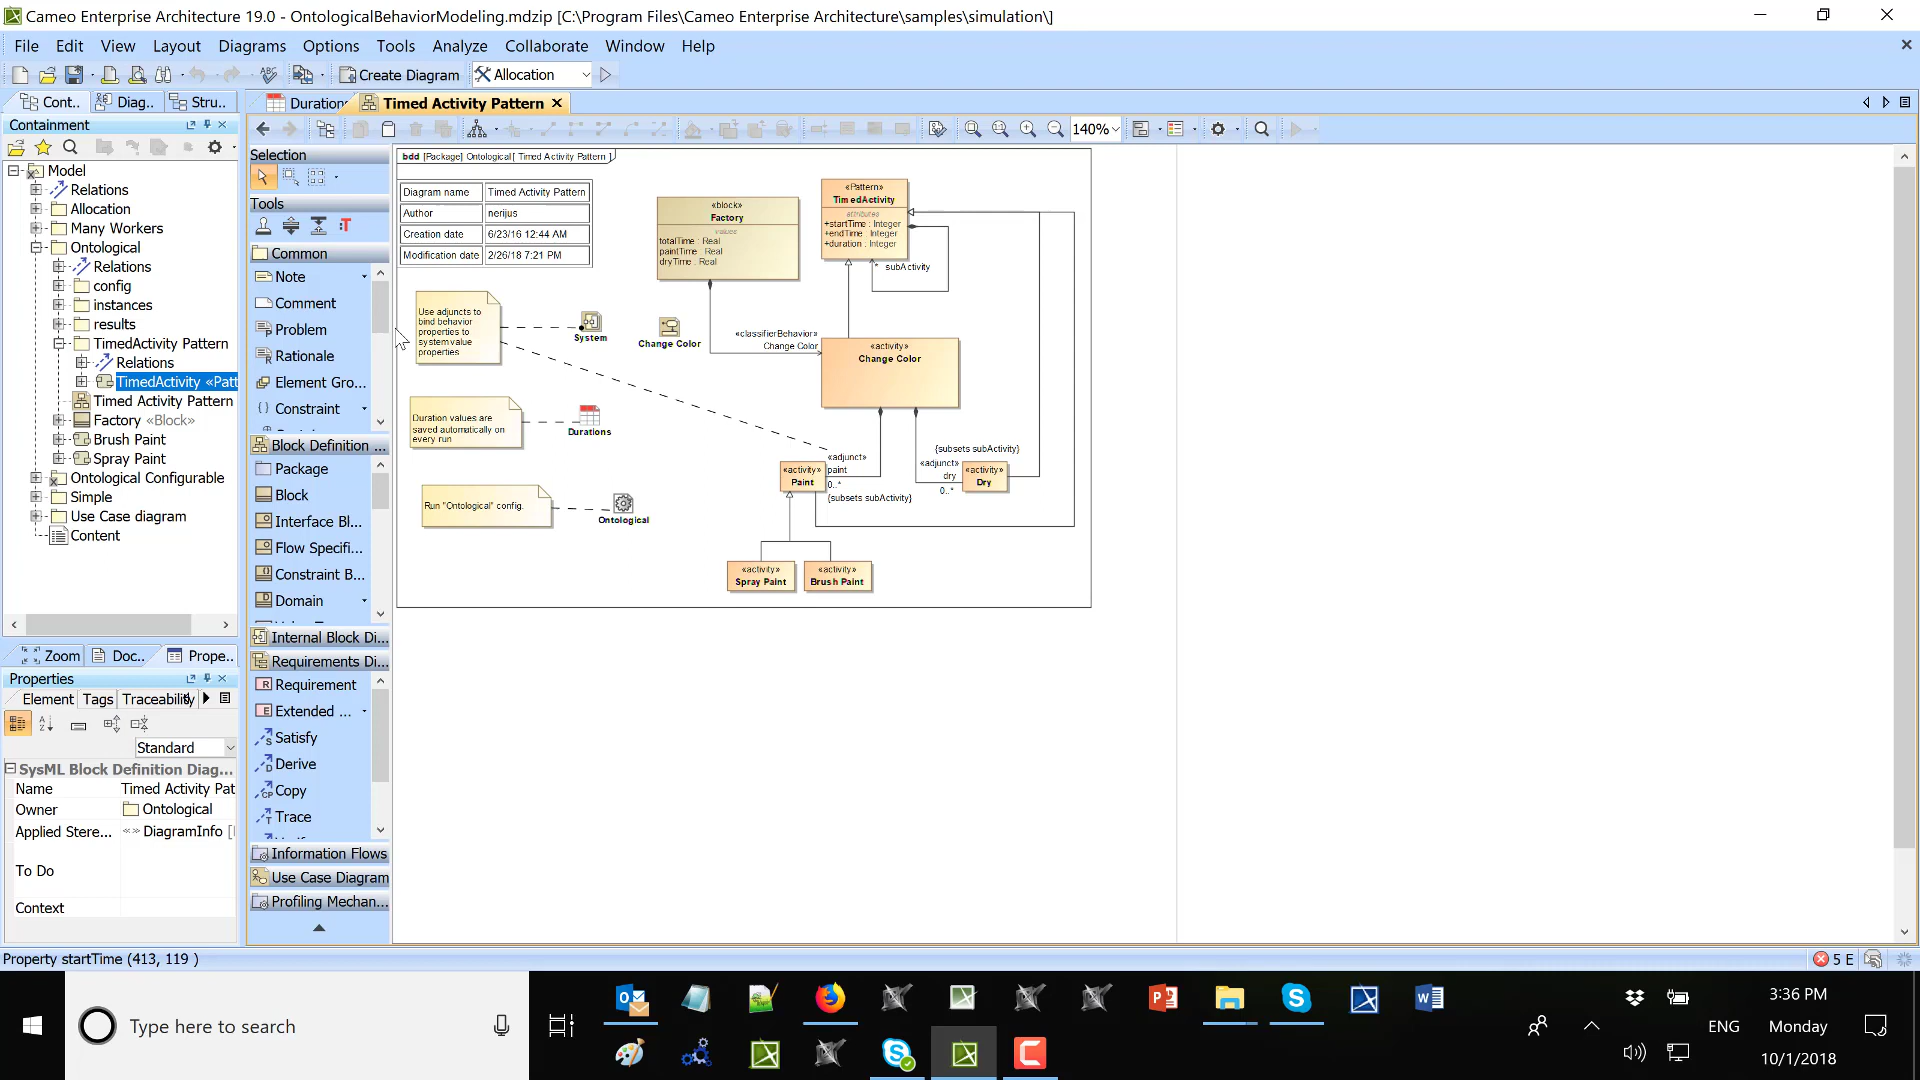 Cameo Enterprise Architecture 19.0 - OntologicalBehaviorModeling.mdzip [C:\Program Files\Cameo Enterprise Architecture\samples\simulation\]
File Edit View Layout Diagrams Options Tools Analyze Collaborate Window Help
Create Diagram Allocation
Cont.. Diag.. Stru..
Containment
Model
Relations
Allocation
Many Workers
Ontological
Relations
config
instances
results
TimedActivity Pattern
Relations
TimedActivity «Patt
Timed Activity Pattern
Factory «Block»
Brush Paint
Spray Paint
Ontological Configurable
Simple
Use Case diagram
Content
Zoom Doc.. Prope..
Properties
Element Tags Traceability
Standard
SysML Block Definition Diag...
Name Timed Activity Pat
Owner Ontological
Applied Stere... «» DiagramInfo [
To Do
Context
Durations Timed Activity Pattern
140%
Selection
Tools
Common
Note
Comment
Problem
Rationale
Element Gro...
Constraint
Block Definition ...
Package
Block
Interface Bl...
Flow Specifi...
Constraint B...
Domain
Internal Block Di...
Requirements Di...
Requirement
Extended ...
Satisfy
Derive
Copy
Trace
Information Flows
Use Case Diagram
Profiling Mechan...
bdd [Package] Ontological[ Timed Activity Pattern ]
Diagram name Timed Activity Pattern
Author nerijus
Creation date 6/23/16 12:44 AM
Modification date 2/26/18 7:21 PM
«block»
Factory
values
totalTime : Real
paintTime : Real
dryTime : Real
«Pattern»
TimedActivity
attributes
+startTime : Integer
+endTime : Integer
+duration : Integer
* subActivity
Use adjuncts to
bind behavior
properties to
system value
properties
System
Change Color
«classifierBehavior»
Change Color
«activity»
Change Color
Duration values are
saved automatically on
every run
Durations
{subsets subActivity}
«adjunct»
paint
0..*
{subsets subActivity}
«adjunct»
dry
0..*
«activity»
Paint
«activity»
Dry
Run "Ontological" config.
Ontological
«activity»
Spray Paint
«activity»
Brush Paint
Property startTime (413, 119 )
5 E
Type here to search
ENG
3:36 PM
Monday
10/1/2018